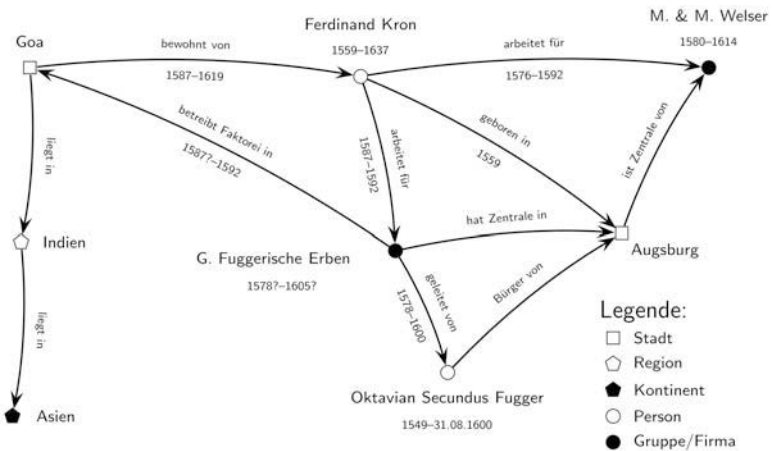 M. & M. Welser
1580–1614
Ferdinand Kron
1559–1637
Goa
bewohnt von
1587–1619
arbeitet für
1576–1592
betreibt Faktorei in
1587?–1592
arbeitet für
1587–1592
geboren in
1559
ist Zentrale von
liegt in
Indien
hat Zentrale in
Augsburg
G. Fuggerische Erben
1578?–1605?
geleitet von
1578–1600
Bürger von
liegt in
Oktavian Secundus Fugger
1549–31.08.1600
Asien
Legende:
Stadt
Region
Kontinent
Person
Gruppe/Firma